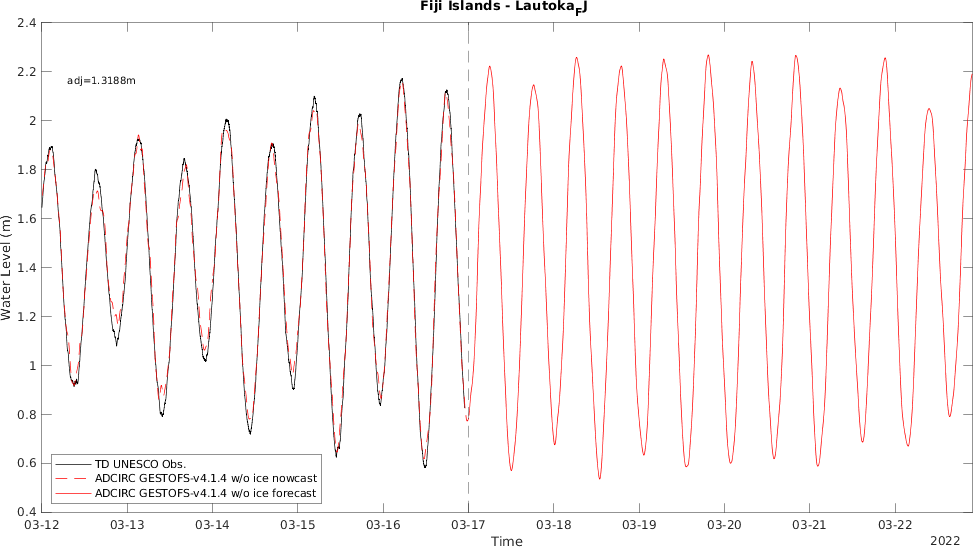 Fiji Islands - Lautoka_FJ
2.4
2.2
2
1.8
1.6
1.4
1.2
1
0.8
0.6
0.4
Water Level (m)
adj=1.3188m
TD UNESCO Obs.
ADCIRC GESTOFS-v4.1.4 w/o ice nowcast
ADCIRC GESTOFS-v4.1.4 w/o ice forecast
03-12 03-13 03-14 03-15 03-16 03-17 03-18 03-19 03-20 03-21 03-22
Time
2022